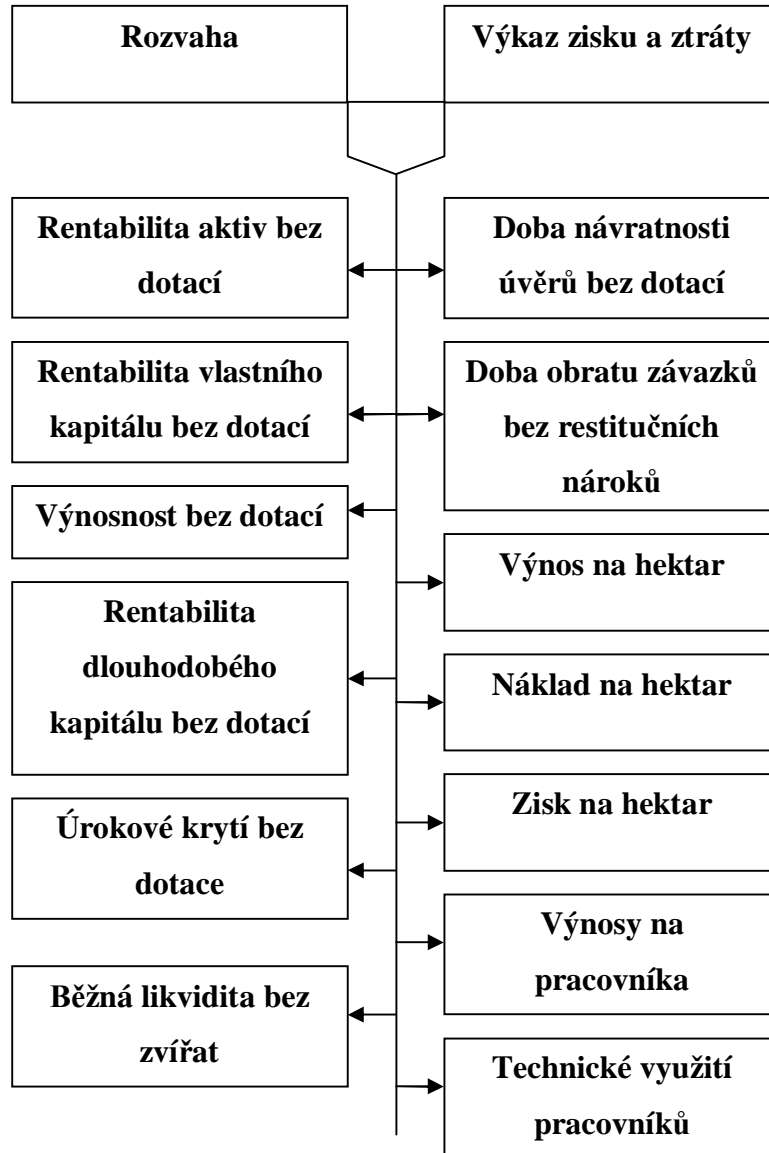 Rozvaha
Výkaz zisku a ztráty
Rentabilita aktiv bez
dotací
Doba návratnosti
úvěrů bez dotací
Rentabilita vlastního
kapitálu bez dotací
Doba obratu závazků
bez restitučních
nároků
Výnosnost bez dotací
Výnos na hektar
Rentabilita
dlouhodobého
kapitálu bez dotací
Náklad na hektar
Zisk na hektar
Úrokové krytí bez
dotace
Výnosy na
pracovníka
Běžná likvidita bez
zvířat
Technické využití
pracovníků